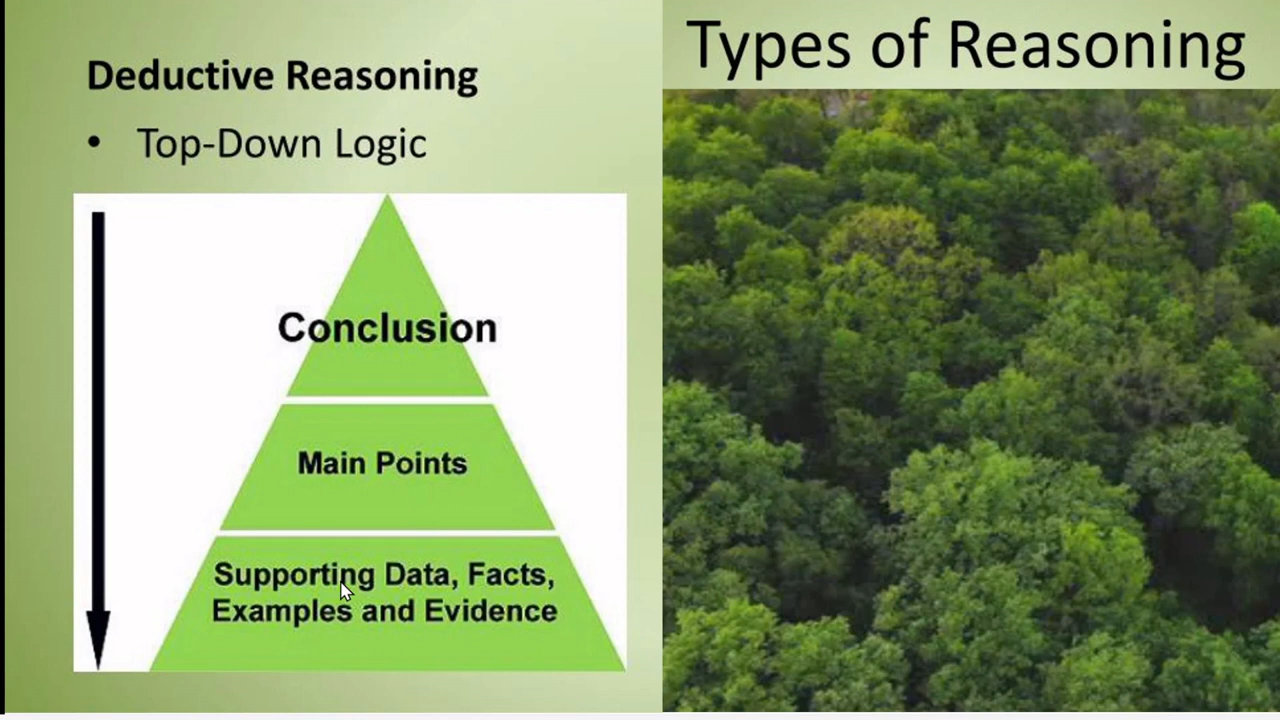 Types of Reasoning
Deductive Reasoning
• Top-Down Logic
Conclusion
Main Points
Supporting Data, Facts,
Examples and Evidence